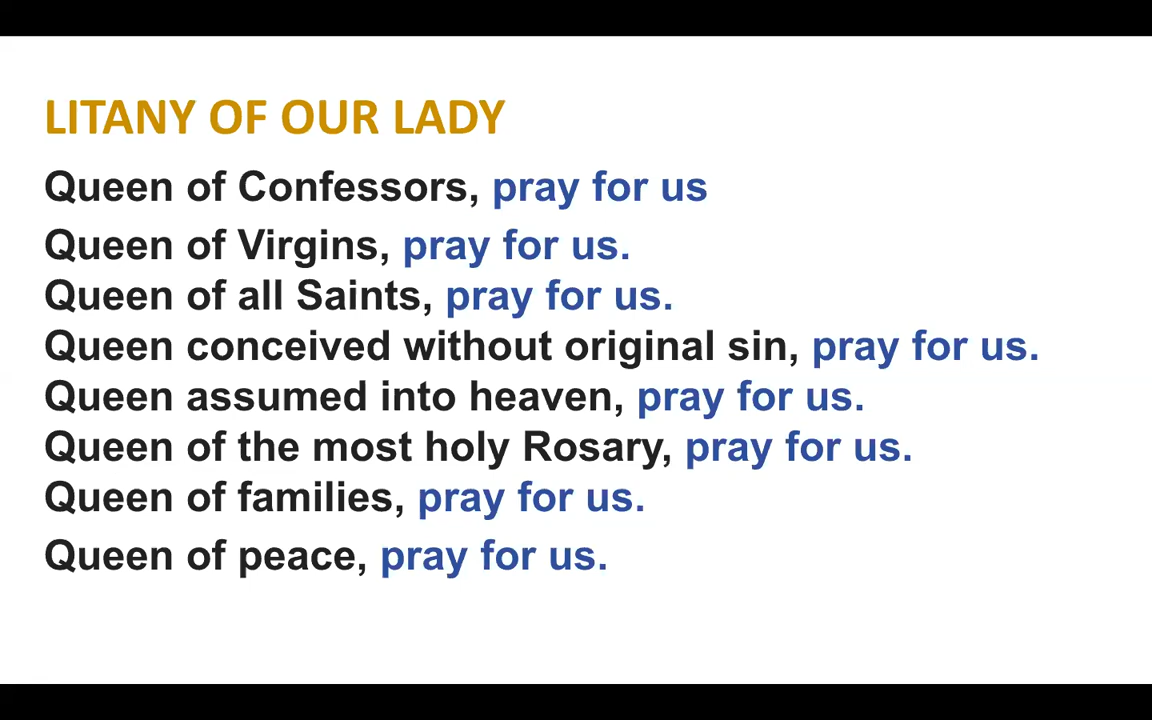 LITANY OF OUR LADY
Queen of Confessors, pray for us
Queen of Virgins, pray for us.
Queen of all Saints, pray for us.
Queen conceived without original sin, pray for us.
Queen assumed into heaven, pray for us.
Queen of the most holy Rosary, pray for us.
Queen of families, pray for us.
Queen of peace, pray for us.